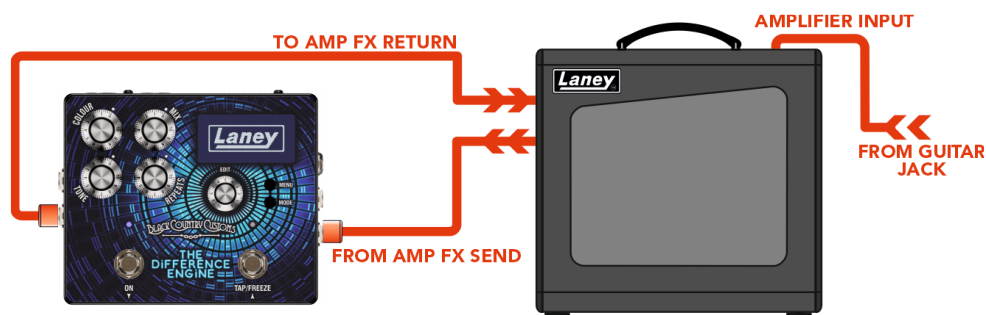 AMPLIFIER INPUT
TO AMP FX RETURN
Laney
FROM GUITAR
JACK
COLOUR
MIX
Laney
TONE
REPEATS
EDIT
MENU
MODE
BLACK COUNTRY CUSTOMS
THE
DIFFERENCE
ENGINE
FROM AMP FX SEND
ON
TAP/FREEZE